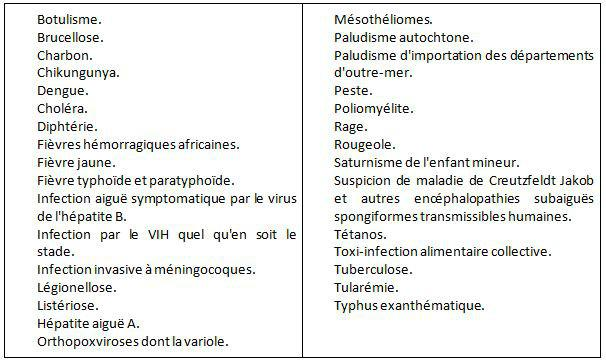 Botulisme.
Brucellose.
Charbon.
Chikungunya.
Dengue.
Choléra.
Diphtérie.
Fièvres hémorragiques africaines.
Fièvre jaune.
Fièvre typhoïde et paratyphoïde.
Infection aiguë symptomatique par le virus
de l'hépatite B.
Infection par le VIH quel qu'en soit le
stade.
Infection invasive à méningocoques.
Légionellose.
Listériose.
Hépatite aiguë A.
Orthopoxviroses dont la variole.
Mésothéliomes.
Paludisme autochtone.
Paludisme d'importation des départements
d'outre-mer.
Peste.
Poliomyélite.
Rage.
Rougeole.
Saturnisme de l'enfant mineur.
Suspicion de maladie de Creutzfeldt Jakob
et autres encéphalopathies subaiguës
spongiformes transmissibles humaines.
Tétanos.
Toxi-infection alimentaire collective.
Tuberculose.
Tularémie.
Typhus exanthématique.